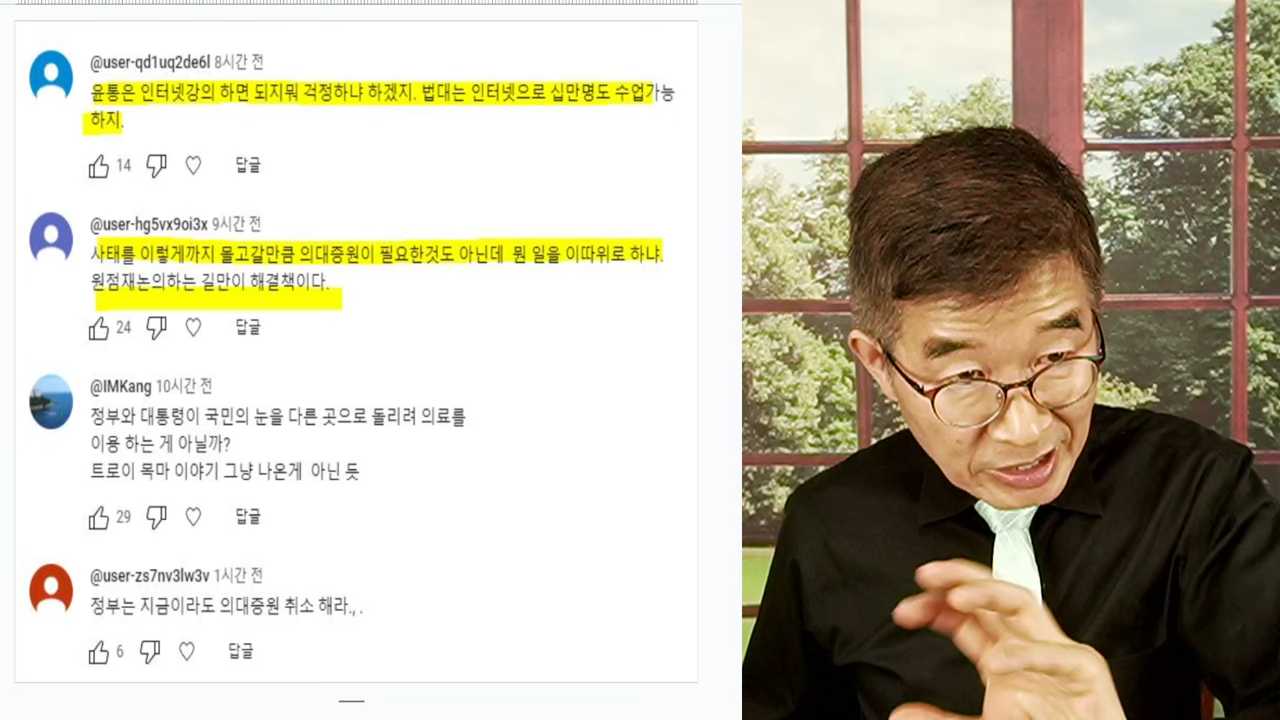 @user-qd1uq2de6l 8시간 전
윤통은 인터넷강의 하면 되지뭐 걱정하냐 하겠지. 법대는 인터넷으로 십만명도 수업가능
하지.
14 답글
@user-hg5vx9oi3x 9시간 전
사태를 이렇게까지 몰고갈만큼 의대증원이 필요한것도 아닌데 뭔 일을 이따위로 하냐.
원점재논의하는 길만이 해결책이다.
24 답글
@IMKang 10시간 전
정부와 대통령이 국민의 눈을 다른 곳으로 돌리려 의료를
이용 하는 게 아닐까?
트로이 목마 이야기 그냥 나온게 아닌 듯
29 답글
@user-zs7nv3lw3v 1시간 전
정부는 지금이라도 의대증원 취소 해라., .
6 답글